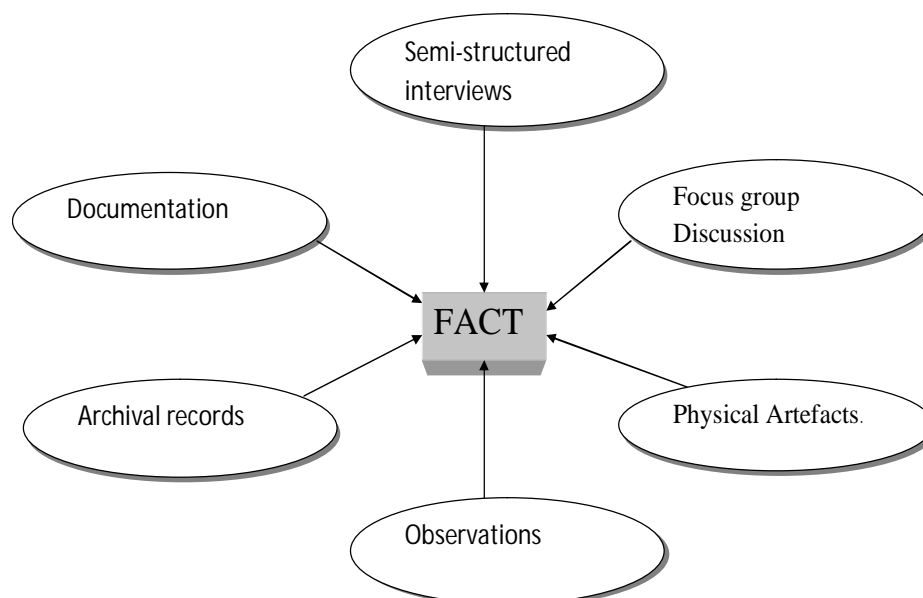 Semi-structured
interviews
Documentation
Focus group
Discussion
FACT
Archival records
Physical Artefacts.
Observations